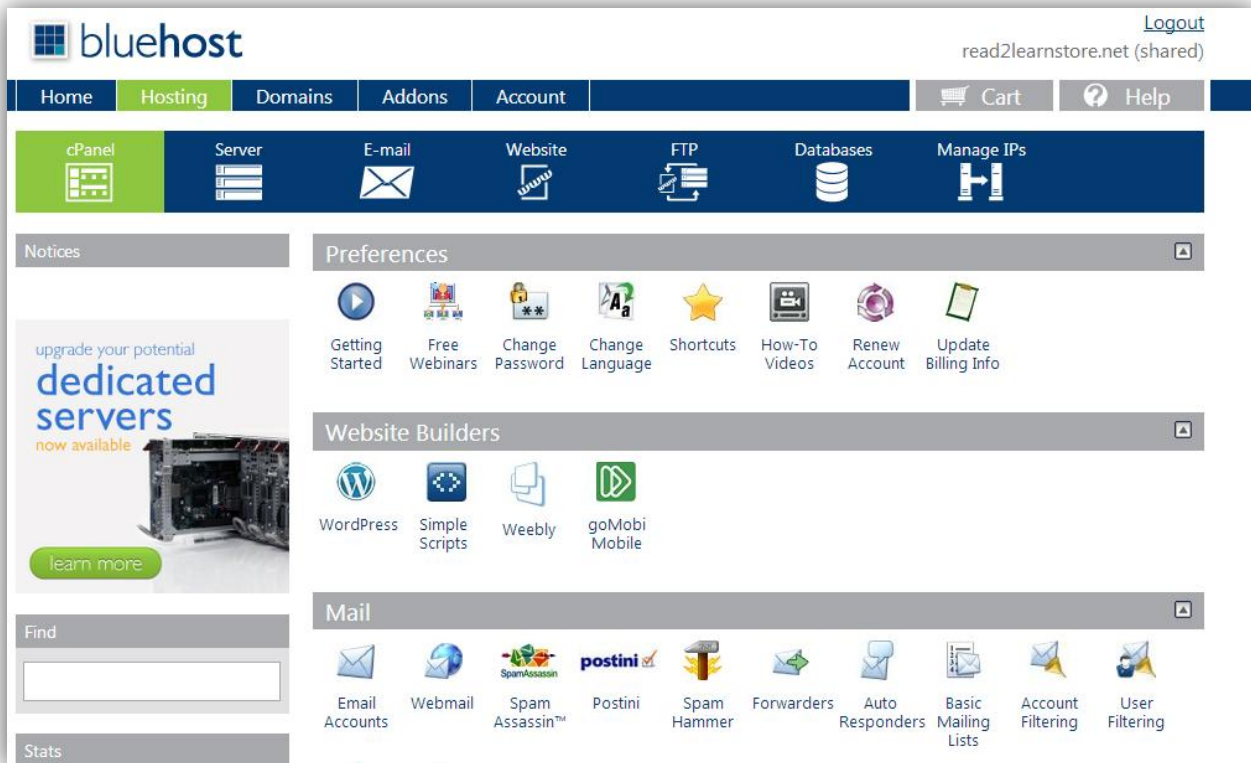 bluehost
Logout
read2learnstore.net (shared)
Home Hosting Domains Addons Account Cart ? Help
cPanel Server E-mail Website FTP Databases Manage IPs
www
Notices
upgrade your potential
dedicated
servers
now available
learn more
Find
Stats
Preferences
** Aa
Getting Started
Free Webinars
Change Password
Change Language
Shortcuts
How-To Videos
Renew Account
Update Billing Info
Website Builders
WordPress
Simple Scripts
Weebly
goMobi Mobile
Mail
SpamAssassin
postini
Email Accounts
Webmail
Spam Assassin™
Postini
Spam Hammer
Forwarders
Auto Responders
Basic Mailing Lists
Account Filtering
User Filtering